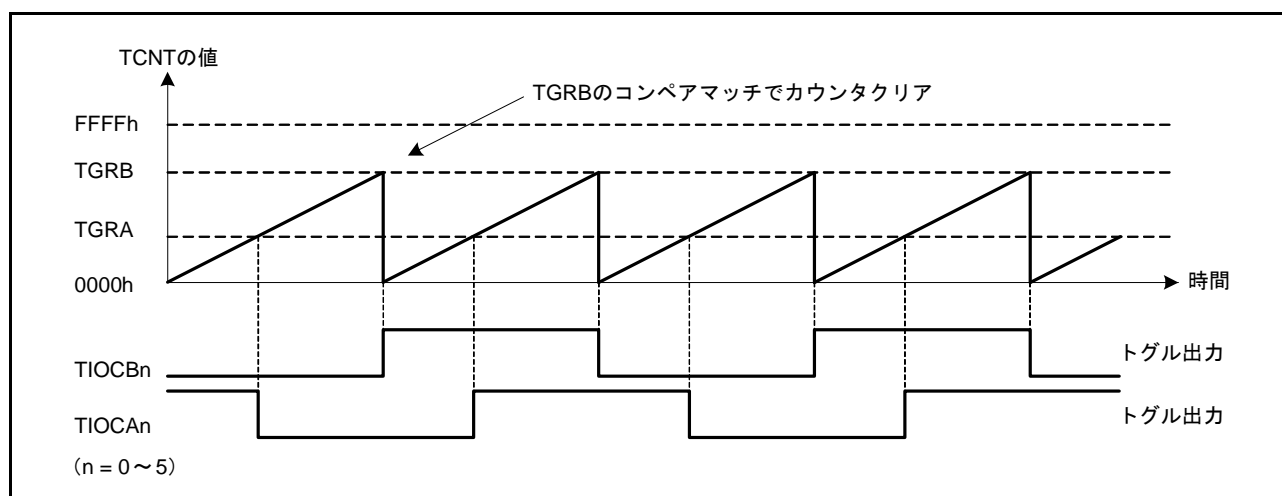 TCNTの値
TGRBのコンペアマッチでカウンタクリア
FFFFh
TGRB
TGRA
0000h
時間
TIOCBn
トグル出力
TIOCAn
トグル出力
(n = 0～5)